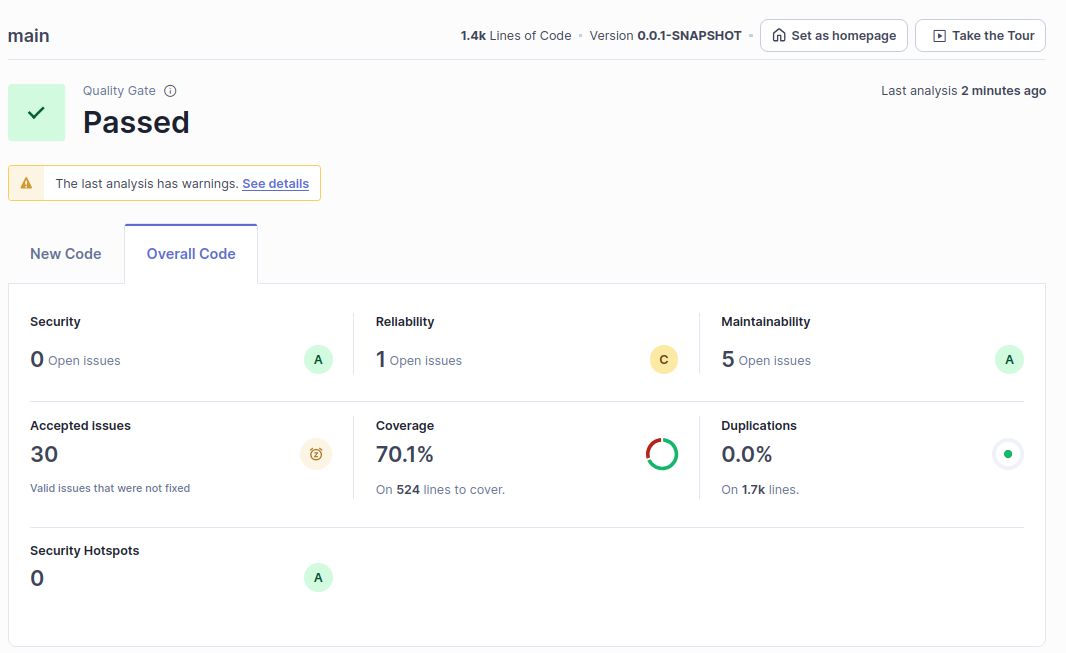 main
1.4k Lines of Code • Version 0.0.1-SNAPSHOT •
Set as homepage
Take the Tour
Quality Gate
Passed
Last analysis 2 minutes ago
The last analysis has warnings. See details
New Code
Overall Code
Security
0 Open issues
A
Reliability
1 Open issues
C
Maintainability
5 Open issues
A
Accepted issues
30
Valid issues that were not fixed
Coverage
70.1%
On 524 lines to cover.
Duplications
0.0%
On 1.7k lines.
Security Hotspots
0
A